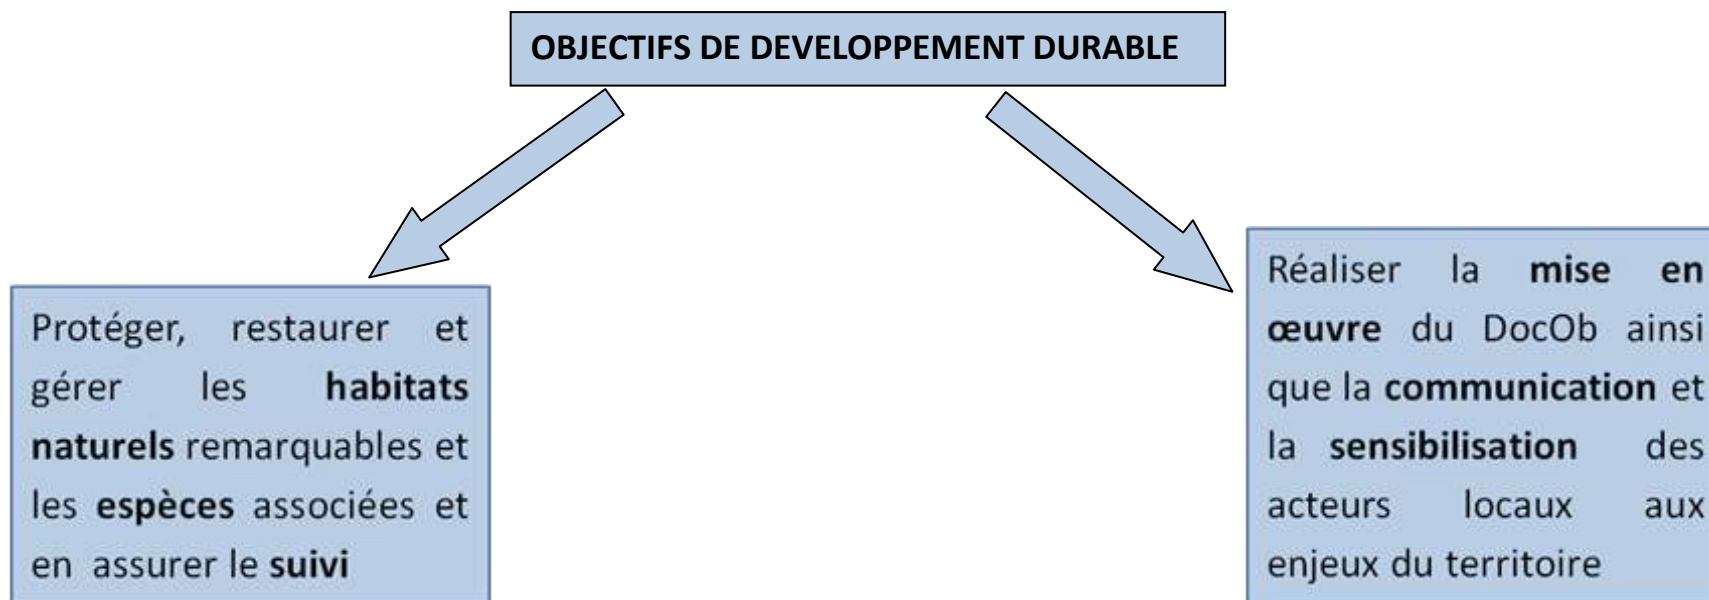 OBJECTIFS DE DEVELOPPEMENT DURABLE
Protéger, restaurer et
gérer les habitats
naturels remarquables et
les espèces associées et
en assurer le suivi
Réaliser la mise en
œuvre du DocOb ainsi
que la communication et
la sensibilisation des
acteurs locaux aux
enjeux du territoire